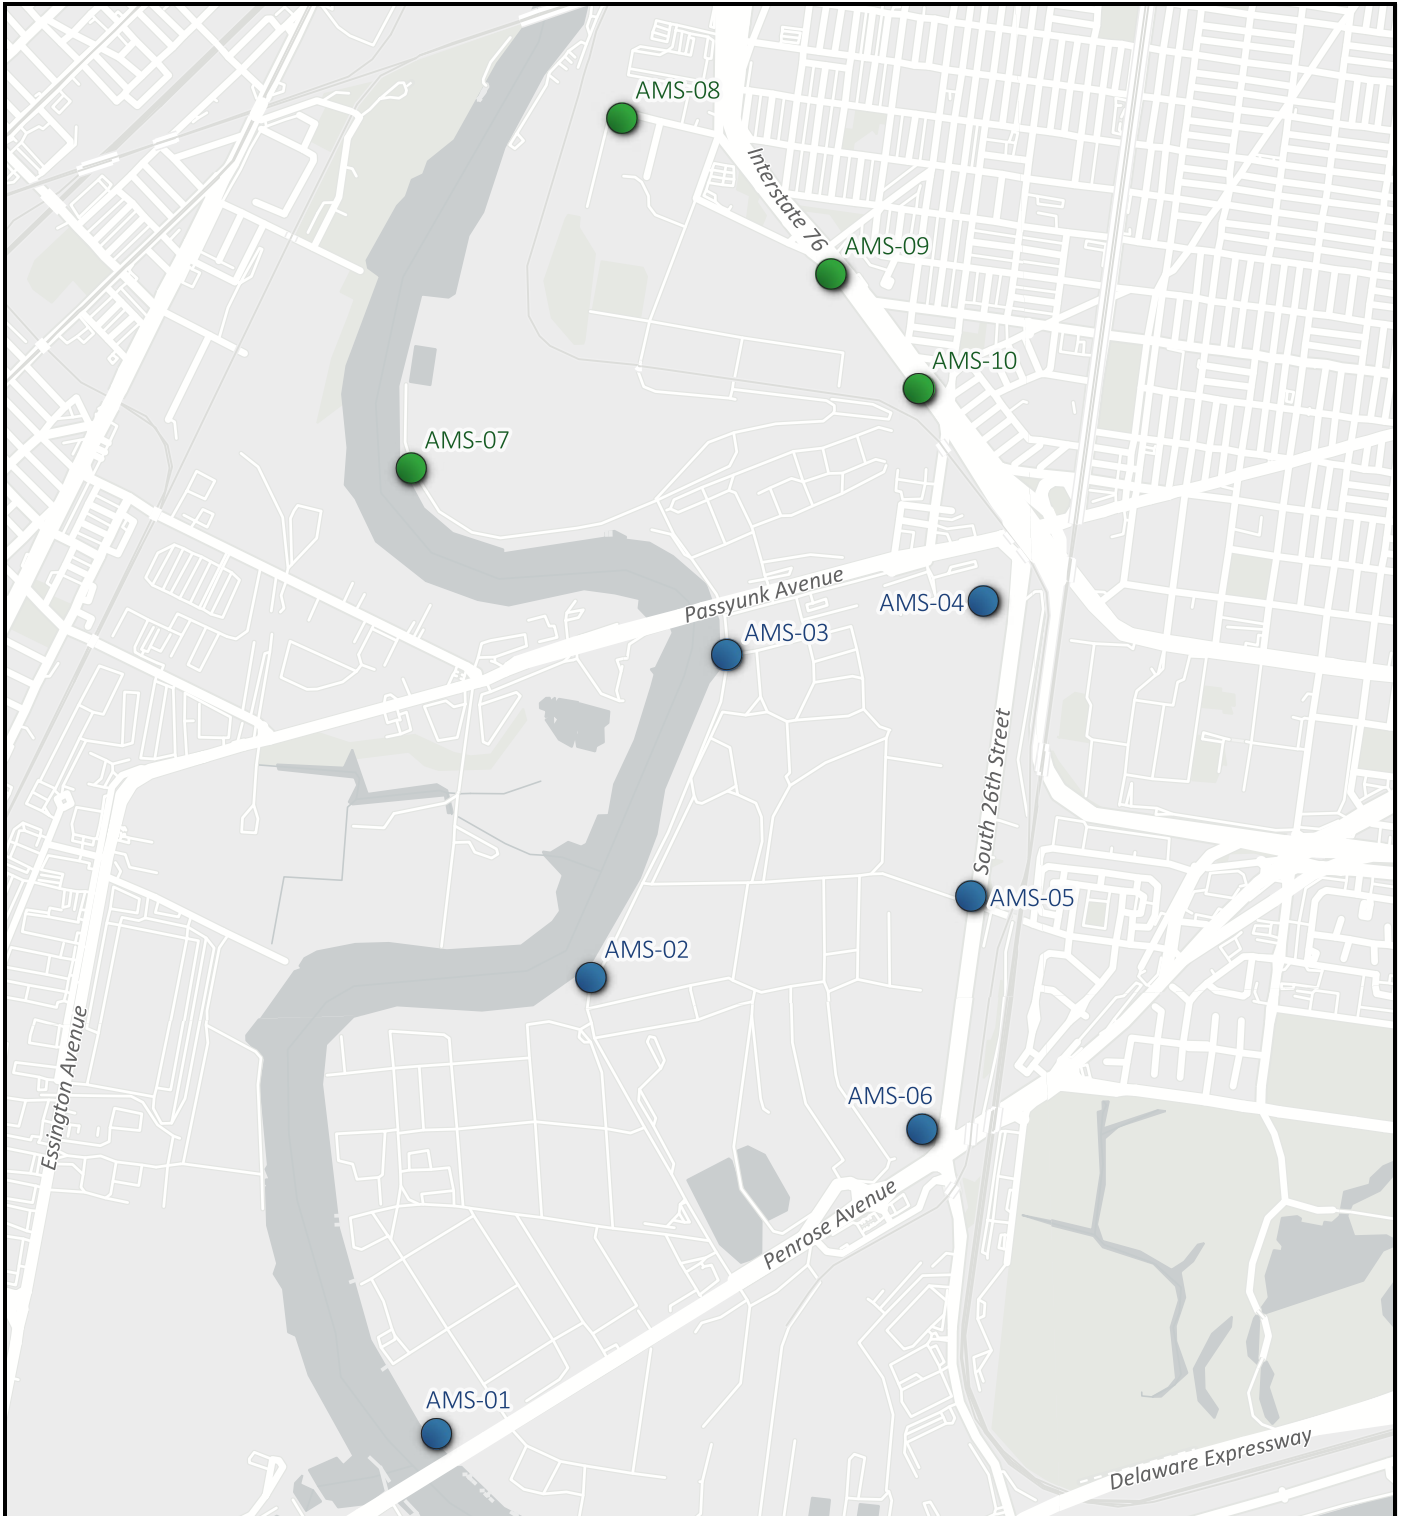 AMS-08
Interstate 76
AMS-09
AMS-10
AMS-07
Passyunk Avenue
AMS-04
AMS-03
South 26th Street
AMS-05
AMS-02
Essington Avenue
AMS-06
Penrose Avenue
AMS-01
Delaware Expressway